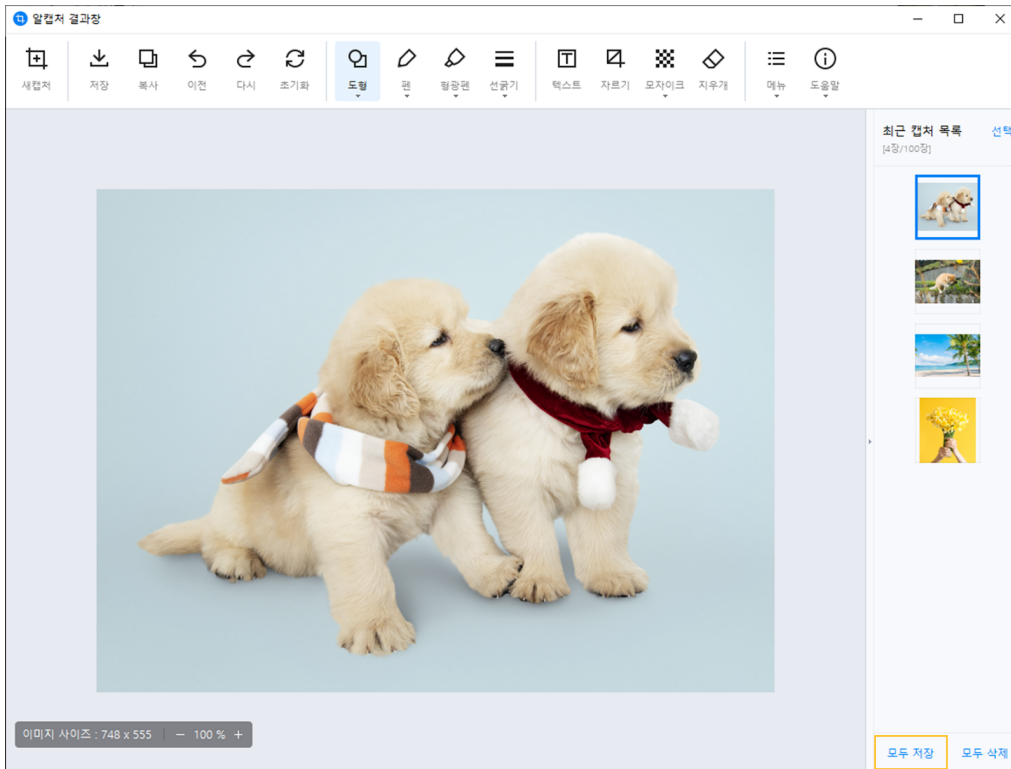 알캡처 결과창
새캡처
저장
복사
이전
다시
초기화
도형
펜
형광펜
선굵기
텍스트
자르기
모자이크
지우개
메뉴
도움말
최근 캡처 목록
선택
[4장/100장]
이미지 사이즈 : 748 x 555
100 %
모두 저장
모두 삭제